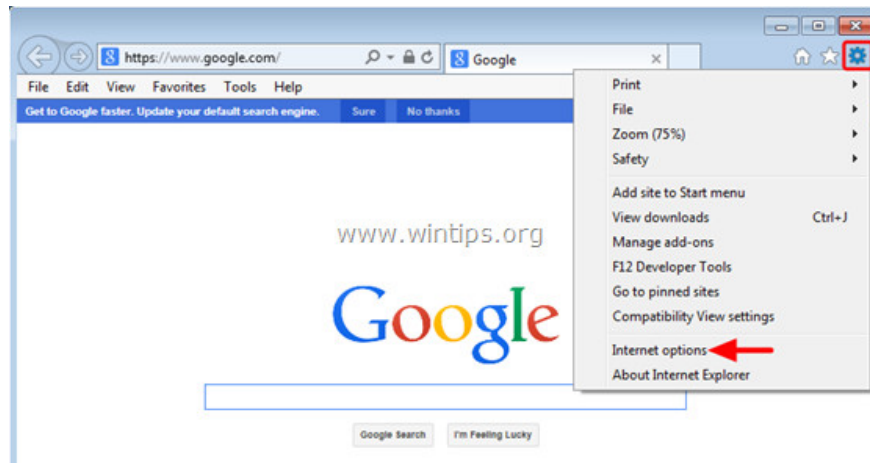 https://www.google.com/
Google
File Edit View Favorites Tools Help
Get to Google faster. Update your default search engine. Sure No thanks
Print
File
Zoom (75%)
Safety
Add site to Start menu
View downloads Ctrl+J
Manage add-ons
F12 Developer Tools
Go to pinned sites
Compatibility View settings
Internet options
About Internet Explorer
www.wintips.org
Google
Google Search I'm Feeling Lucky